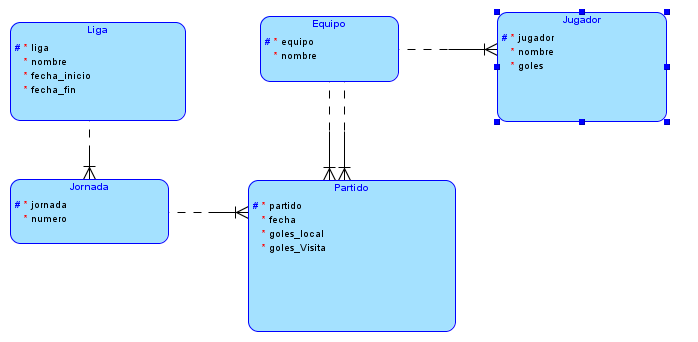 Liga
# * liga
* nombre
* fecha_inicio
* fecha_fin
Equipo
# * equipo
* nombre
Jugador
# * jugador
* nombre
* goles
Jornada
# * jornada
* numero
Partido
# * partido
* fecha
* goles_local
* goles_Visita